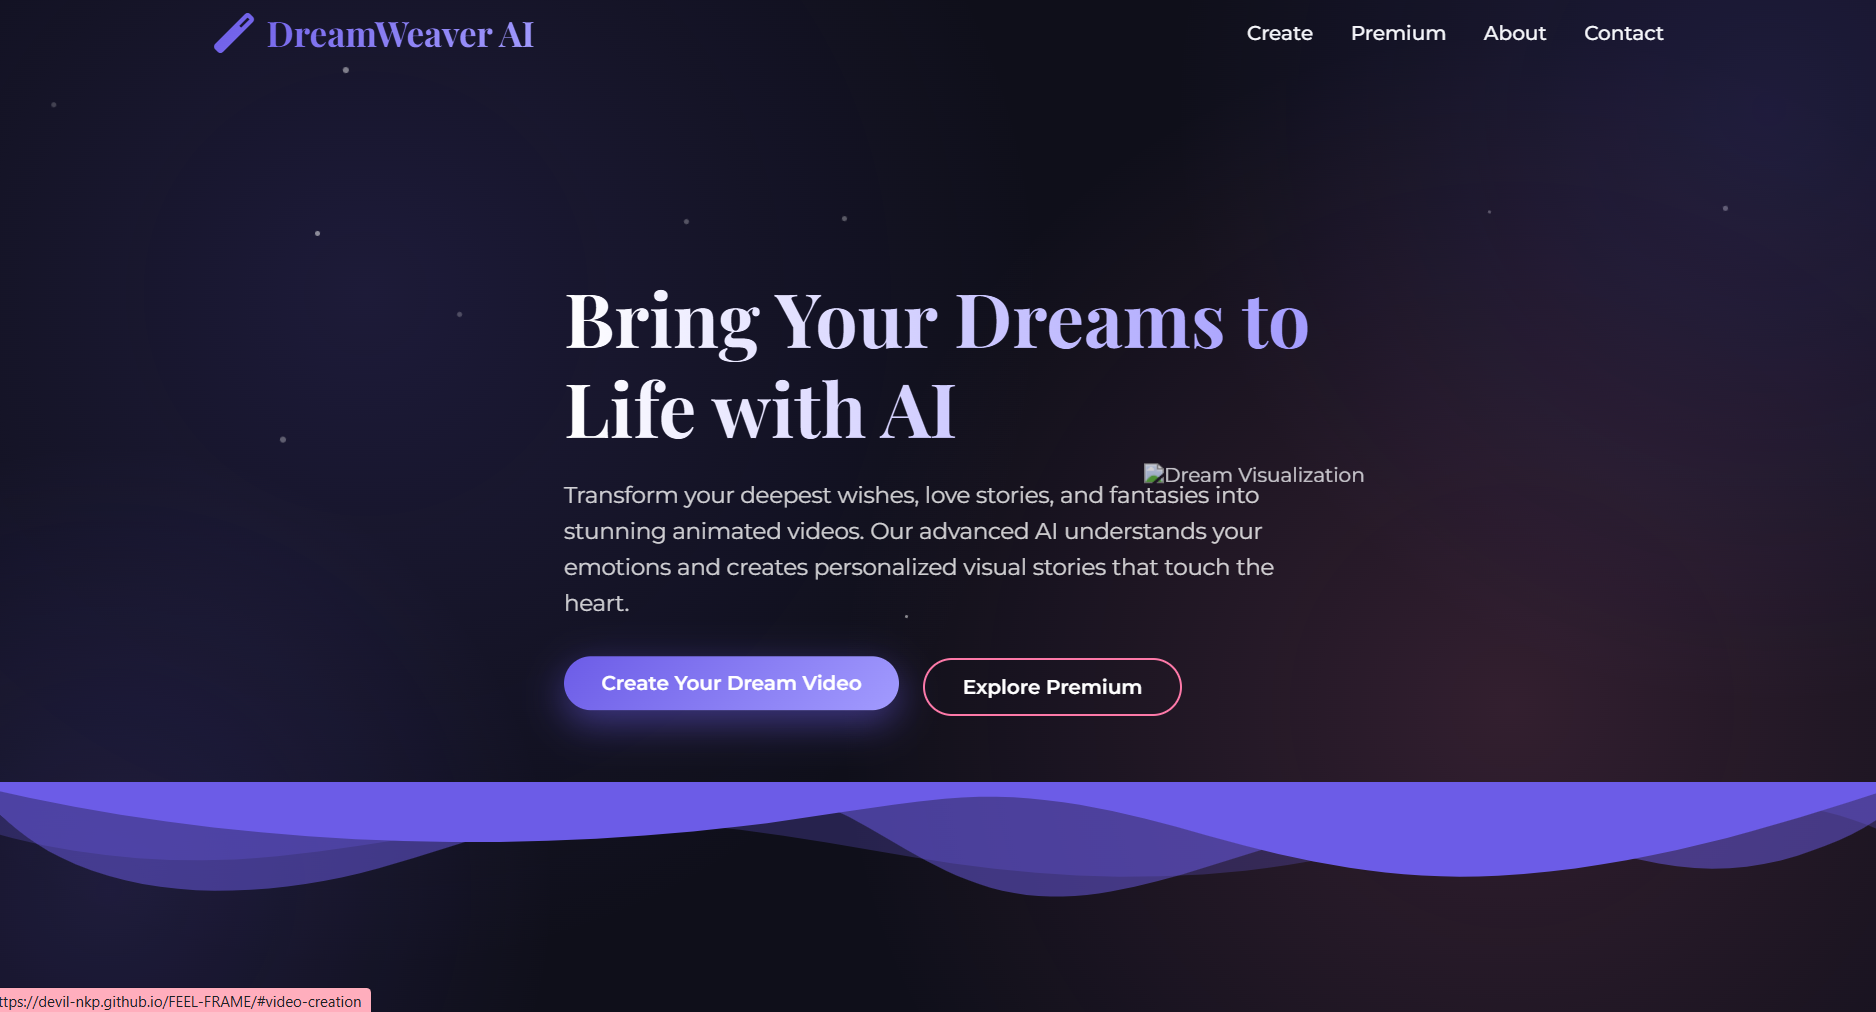 DreamWeaver AI
Create
Premium
About
Contact
Bring Your Dreams to
Life with AI
Dream Visualization
Transform your deepest wishes, love stories, and fantasies into
stunning animated videos. Our advanced AI understands your
emotions and creates personalized visual stories that touch the
heart.
Create Your Dream Video
Explore Premium
ttps://devil-nkp.github.io/FEEL-FRAME/#video-creation